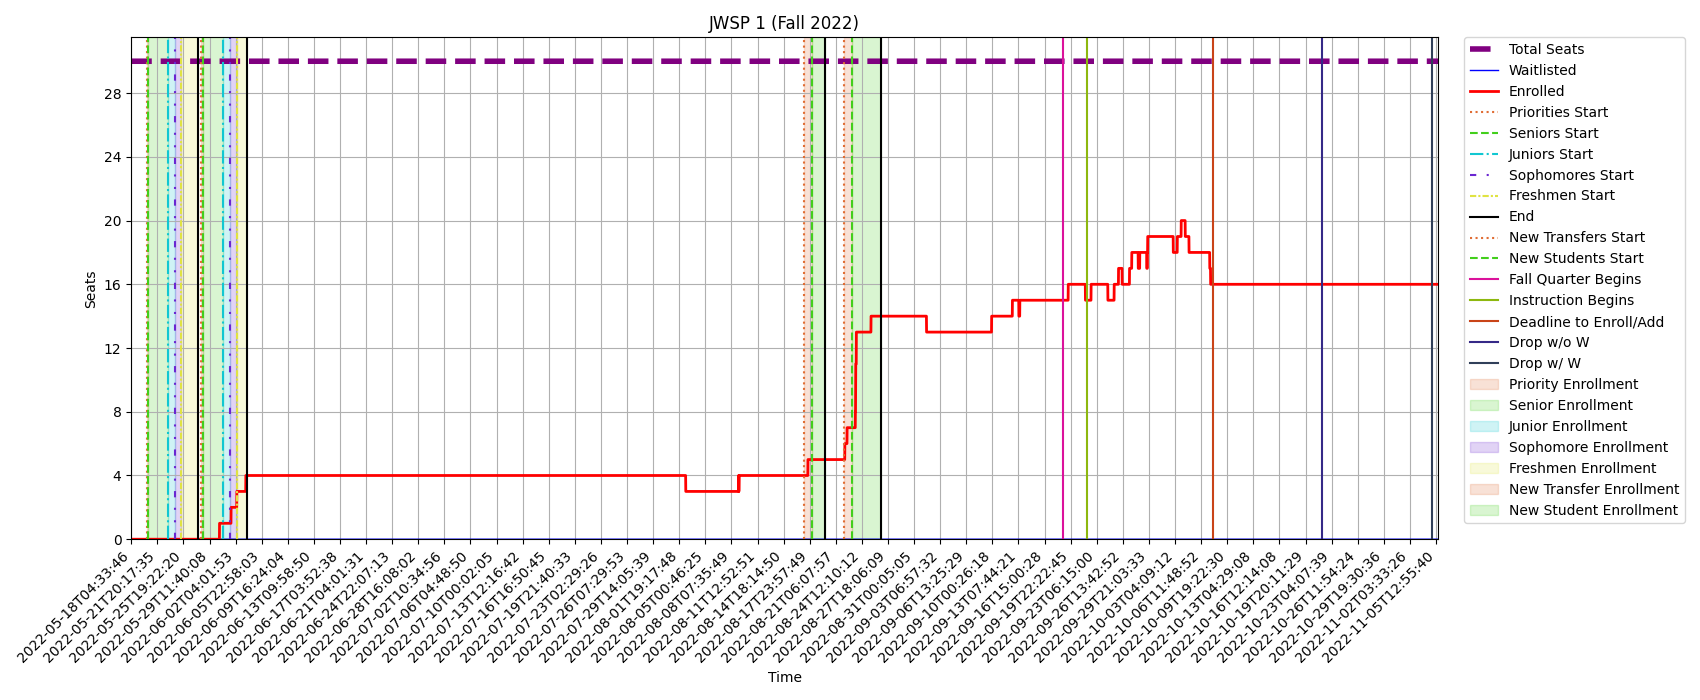 JWSP 1 (Fall 2022)
Seats
28
24
20
16
12
8
4
0
2022-05-18T04:33:46
2022-05-21T20:17:35
2022-05-25T19:22:20
2022-05-29T11:40:08
2022-06-02T04:01:53
2022-06-05T22:58:03
2022-06-09T16:24:04
2022-06-13T09:58:50
2022-06-17T03:52:38
2022-06-21T04:01:31
2022-06-24T22:07:13
2022-06-28T16:08:02
2022-07-02T10:34:56
2022-07-06T04:48:50
2022-07-10T00:02:05
2022-07-13T12:16:42
2022-07-16T16:50:45
2022-07-19T21:40:33
2022-07-23T02:29:26
2022-07-26T07:29:53
2022-07-29T14:05:39
2022-08-01T19:17:48
2022-08-05T00:46:25
2022-08-08T07:35:49
2022-08-11T12:52:51
2022-08-14T18:14:50
2022-08-17T23:57:49
2022-08-21T06:07:57
2022-08-24T12:10:12
2022-08-27T18:06:09
2022-08-31T00:05:05
2022-09-03T06:57:32
2022-09-06T13:25:29
2022-09-10T00:26:18
2022-09-13T07:44:21
2022-09-16T15:00:28
2022-09-19T22:22:45
2022-09-23T06:15:00
2022-09-26T13:42:52
2022-09-29T21:03:33
2022-10-03T04:09:12
2022-10-06T11:48:52
2022-10-09T19:22:30
2022-10-13T04:29:08
2022-10-16T12:14:08
2022-10-19T20:11:29
2022-10-23T04:07:39
2022-10-26T11:54:24
2022-10-29T19:30:36
2022-11-02T03:33:26
2022-11-05T12:55:40
Time
Total Seats
Waitlisted
Enrolled
Priorities Start
Seniors Start
Juniors Start
Sophomores Start
Freshmen Start
End
New Transfers Start
New Students Start
Fall Quarter Begins
Instruction Begins
Deadline to Enroll/Add
Drop w/o W
Drop w/ W
Priority Enrollment
Senior Enrollment
Junior Enrollment
Sophomore Enrollment
Freshmen Enrollment
New Transfer Enrollment
New Student Enrollment